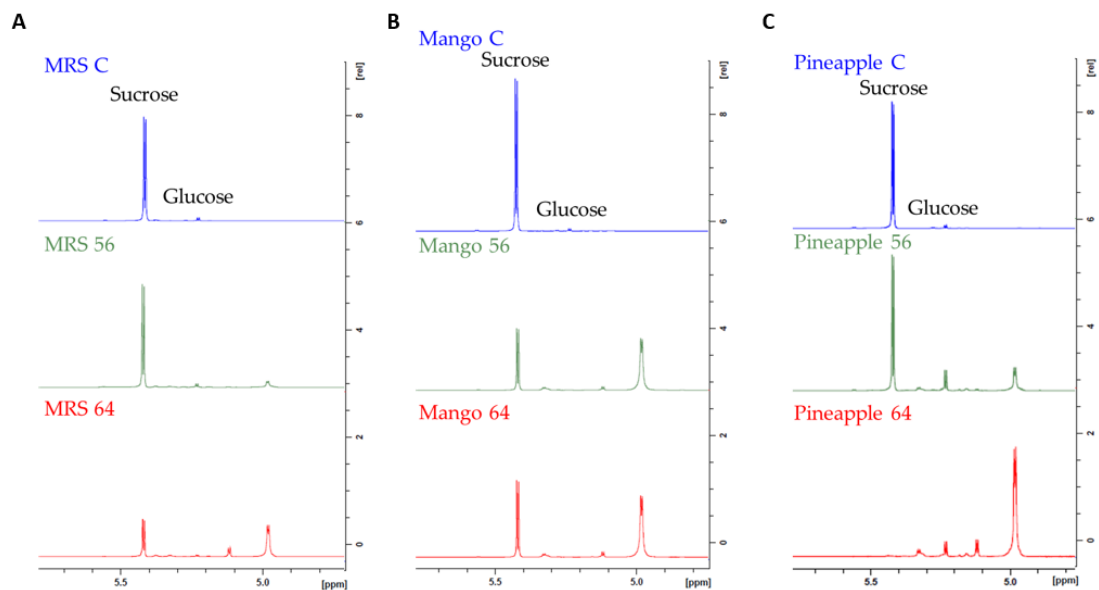 A
MRS C
Sucrose
Glucose
MRS 56
MRS 64
[rel]
8
6
4
2
0
5.5
5.0
[ppm]
B
Mango C
Sucrose
Glucose
Mango 56
Mango 64
[rel]
8
6
4
2
0
5.5
5.0
[ppm]
C
Pineapple C
Sucrose
Glucose
Pineapple 56
Pineapple 64
[rel]
8
6
4
2
0
5.5
5.0
[ppm]